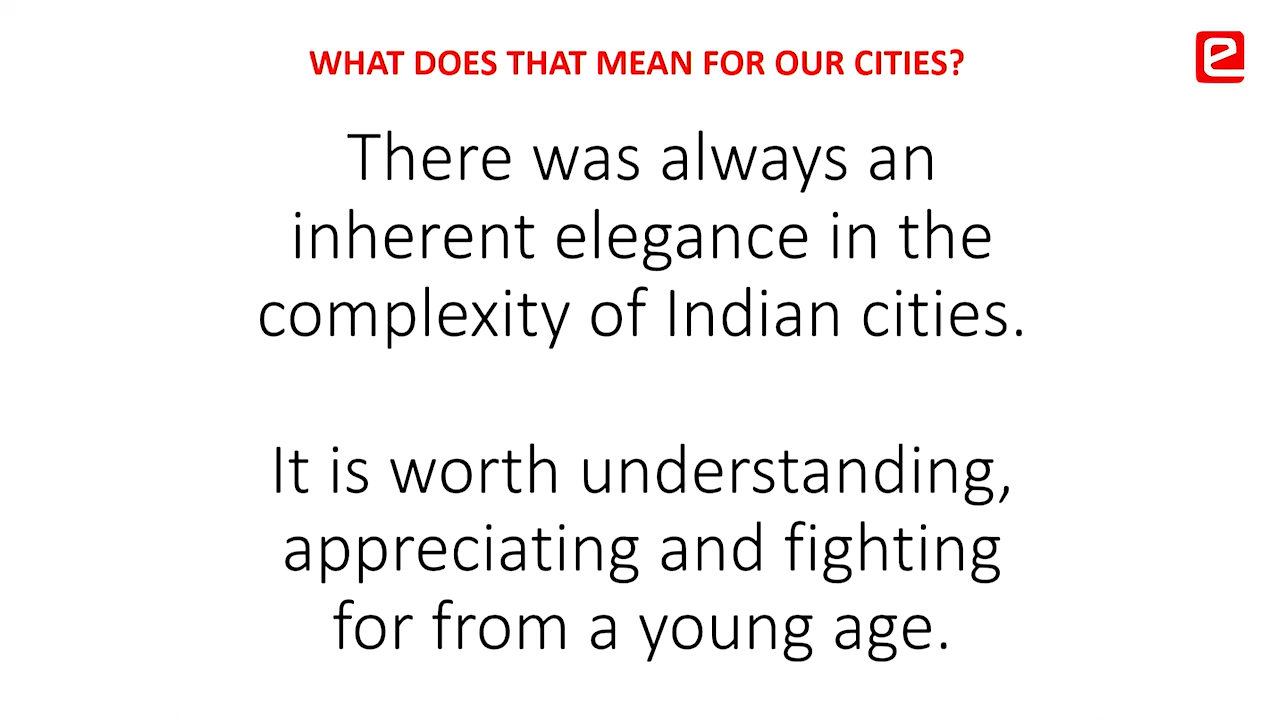 WHAT DOES THAT MEAN FOR OUR CITIES?
There was always an
inherent elegance in the
complexity of Indian cities.
It is worth understanding,
appreciating and fighting
for from a young age.